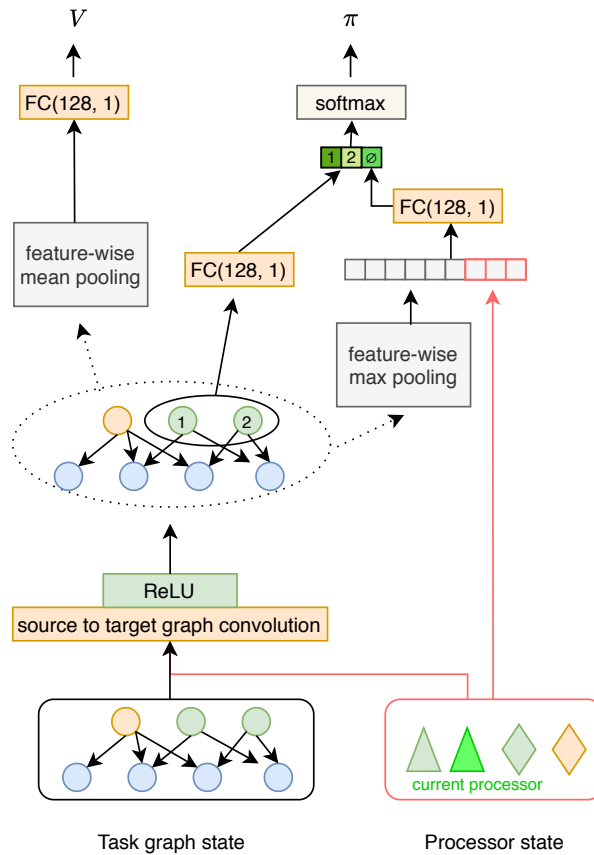 V
π
FC(128, 1)
softmax
1 2 ∅
FC(128, 1)
feature-wise
mean pooling
FC(128, 1)
feature-wise
max pooling
1
2
ReLU
source to target graph convolution
current processor
Task graph state
Processor state